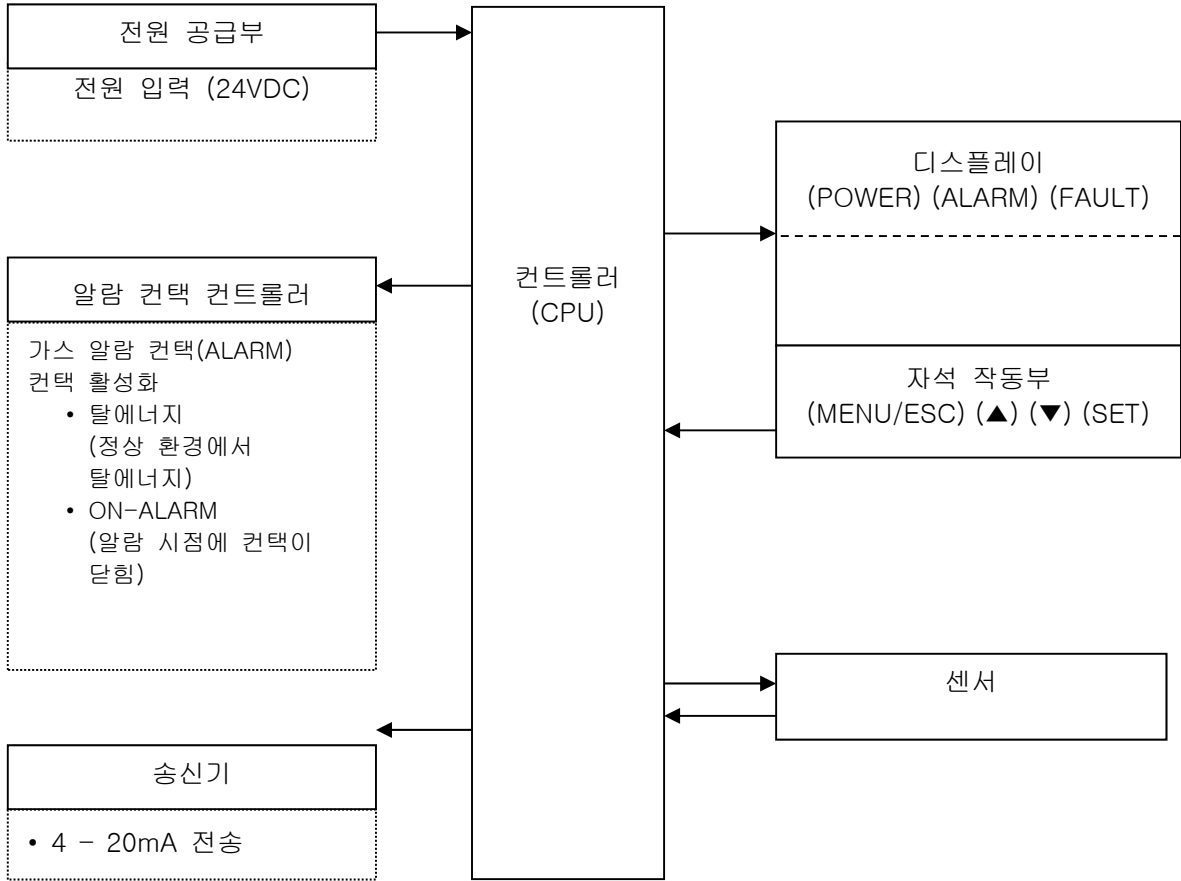 전원 공급부
전원 입력 (24VDC)
알람 컨택 컨트롤러
가스 알람 컨택(ALARM)
컨택 활성화
• 탈에너지
(정상 환경에서
탈에너지)
• ON-ALARM
(알람 시점에 컨택이
닫힘)
송신기
• 4 - 20mA 전송
컨트롤러
(CPU)
디스플레이
(POWER) (ALARM) (FAULT)
자석 작동부
(MENU/ESC) (▲) (▼) (SET)
센서